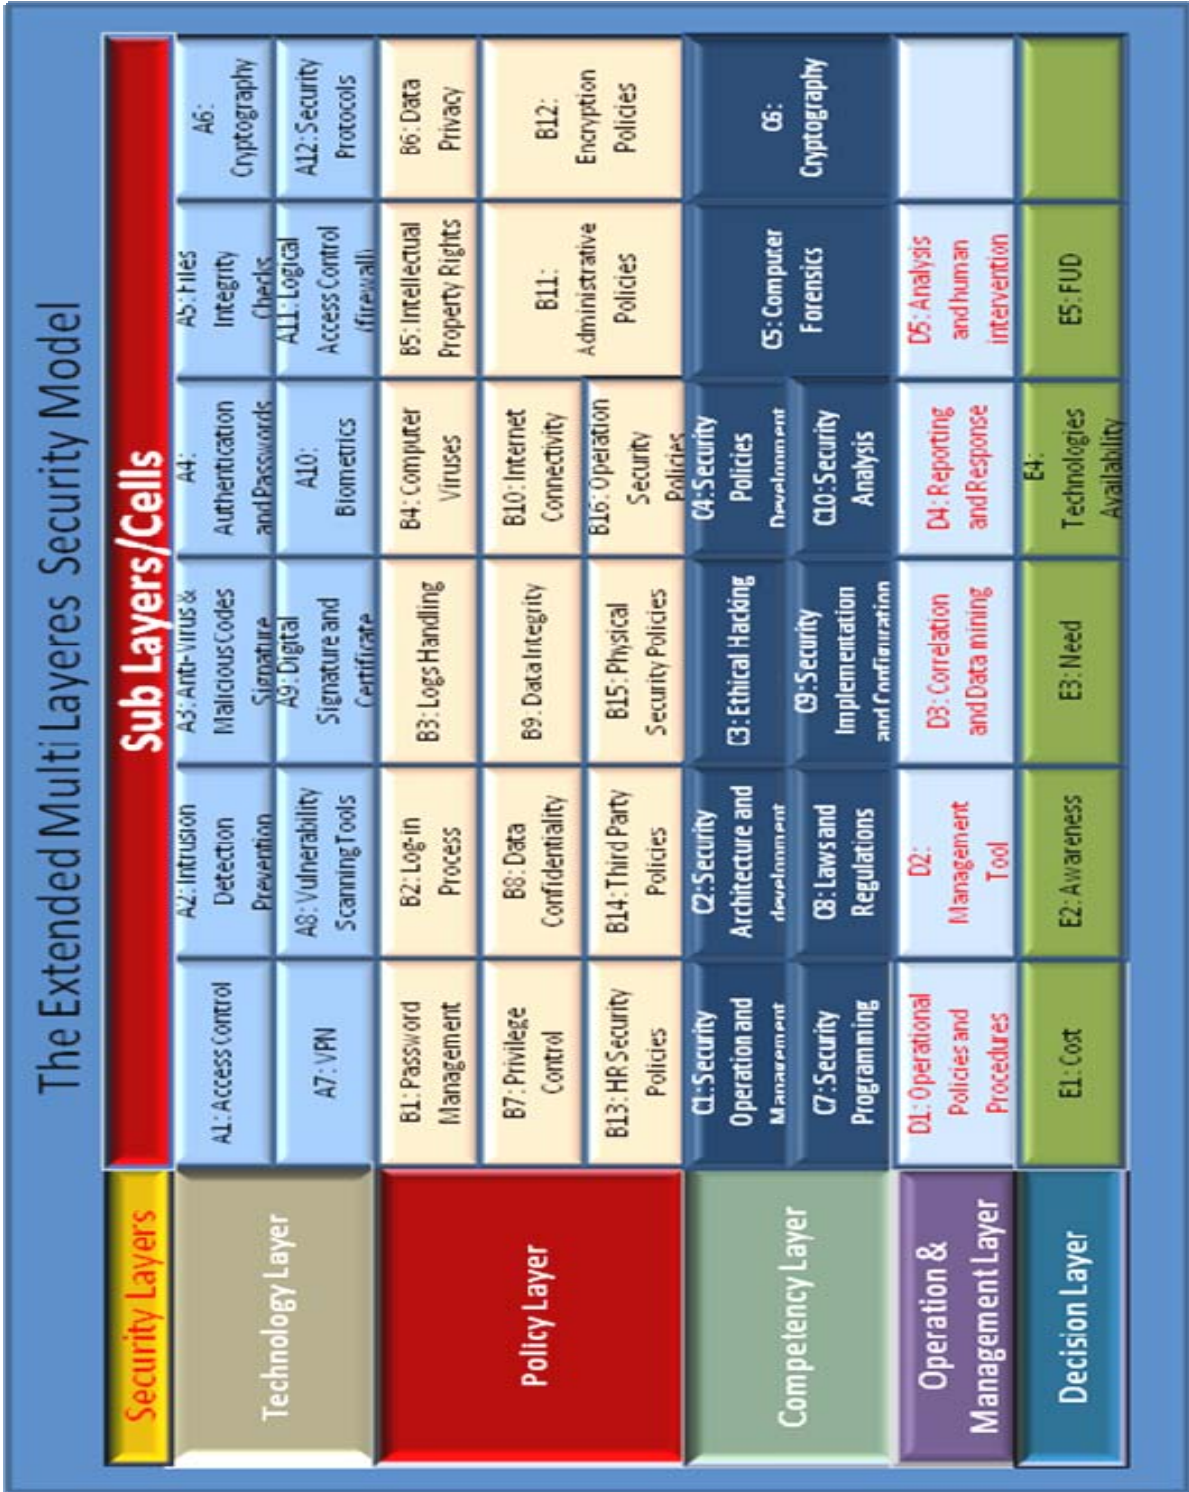 The Extended Multi Layeres Security Model
Security Layers
Sub Layers/Cells
Technology Layer
A1: Access Control
A2: Intrusion
Detection
Prevention
A3: Anti-Virus &
Malicious Codes
Signature
A4:
Authentication
and Passwords
A5: Files
Integrity
Checks
A6:
Cryptography
A7: VPN
A8: Vulnerability
Scanning Tools
A9: Digital
Signature and
Certificate
A10:
Biometrics
A11: Logical
Access Control
(firewall)
A12: Security
Protocols
Policy Layer
B1: Password
Management
B2: Log-in
Process
B3: Logs Handling
B4: Computer
Viruses
B5: Intellectual
Property Rights
B6: Data
Privacy
B7: Privilege
Control
B8: Data
Confidentiality
B9: Data Integrity
B10: Internet
Connectivity
B11:
Administrative
Policies
B12:
Encryption
Policies
B13: HR Security
Policies
B14: Third Party
Policies
B15: Physical
Security Policies
B16: Operation
Security
Policies
Competency Layer
C1: Security
Operation and
Management
C2: Security
Architecture and
development
C3: Ethical Hacking
C4: Security
Policies
Development
C5: Computer
Forensics
C6:
Cryptography
C7: Security
Programming
C8: Laws and
Regulations
C9: Security
Implementation
and Configuration
C10: Security
Analysis
Operation &
Management Layer
D1: Operational
Policies and
Procedures
D2:
Management
Tool
D3: Correlation
and Data mining
D4: Reporting
and Response
D5: Analysis
and human
intervention
Decision Layer
E1: Cost
E2: Awareness
E3: Need
E4:
Technologies
Availability
E5: FUD